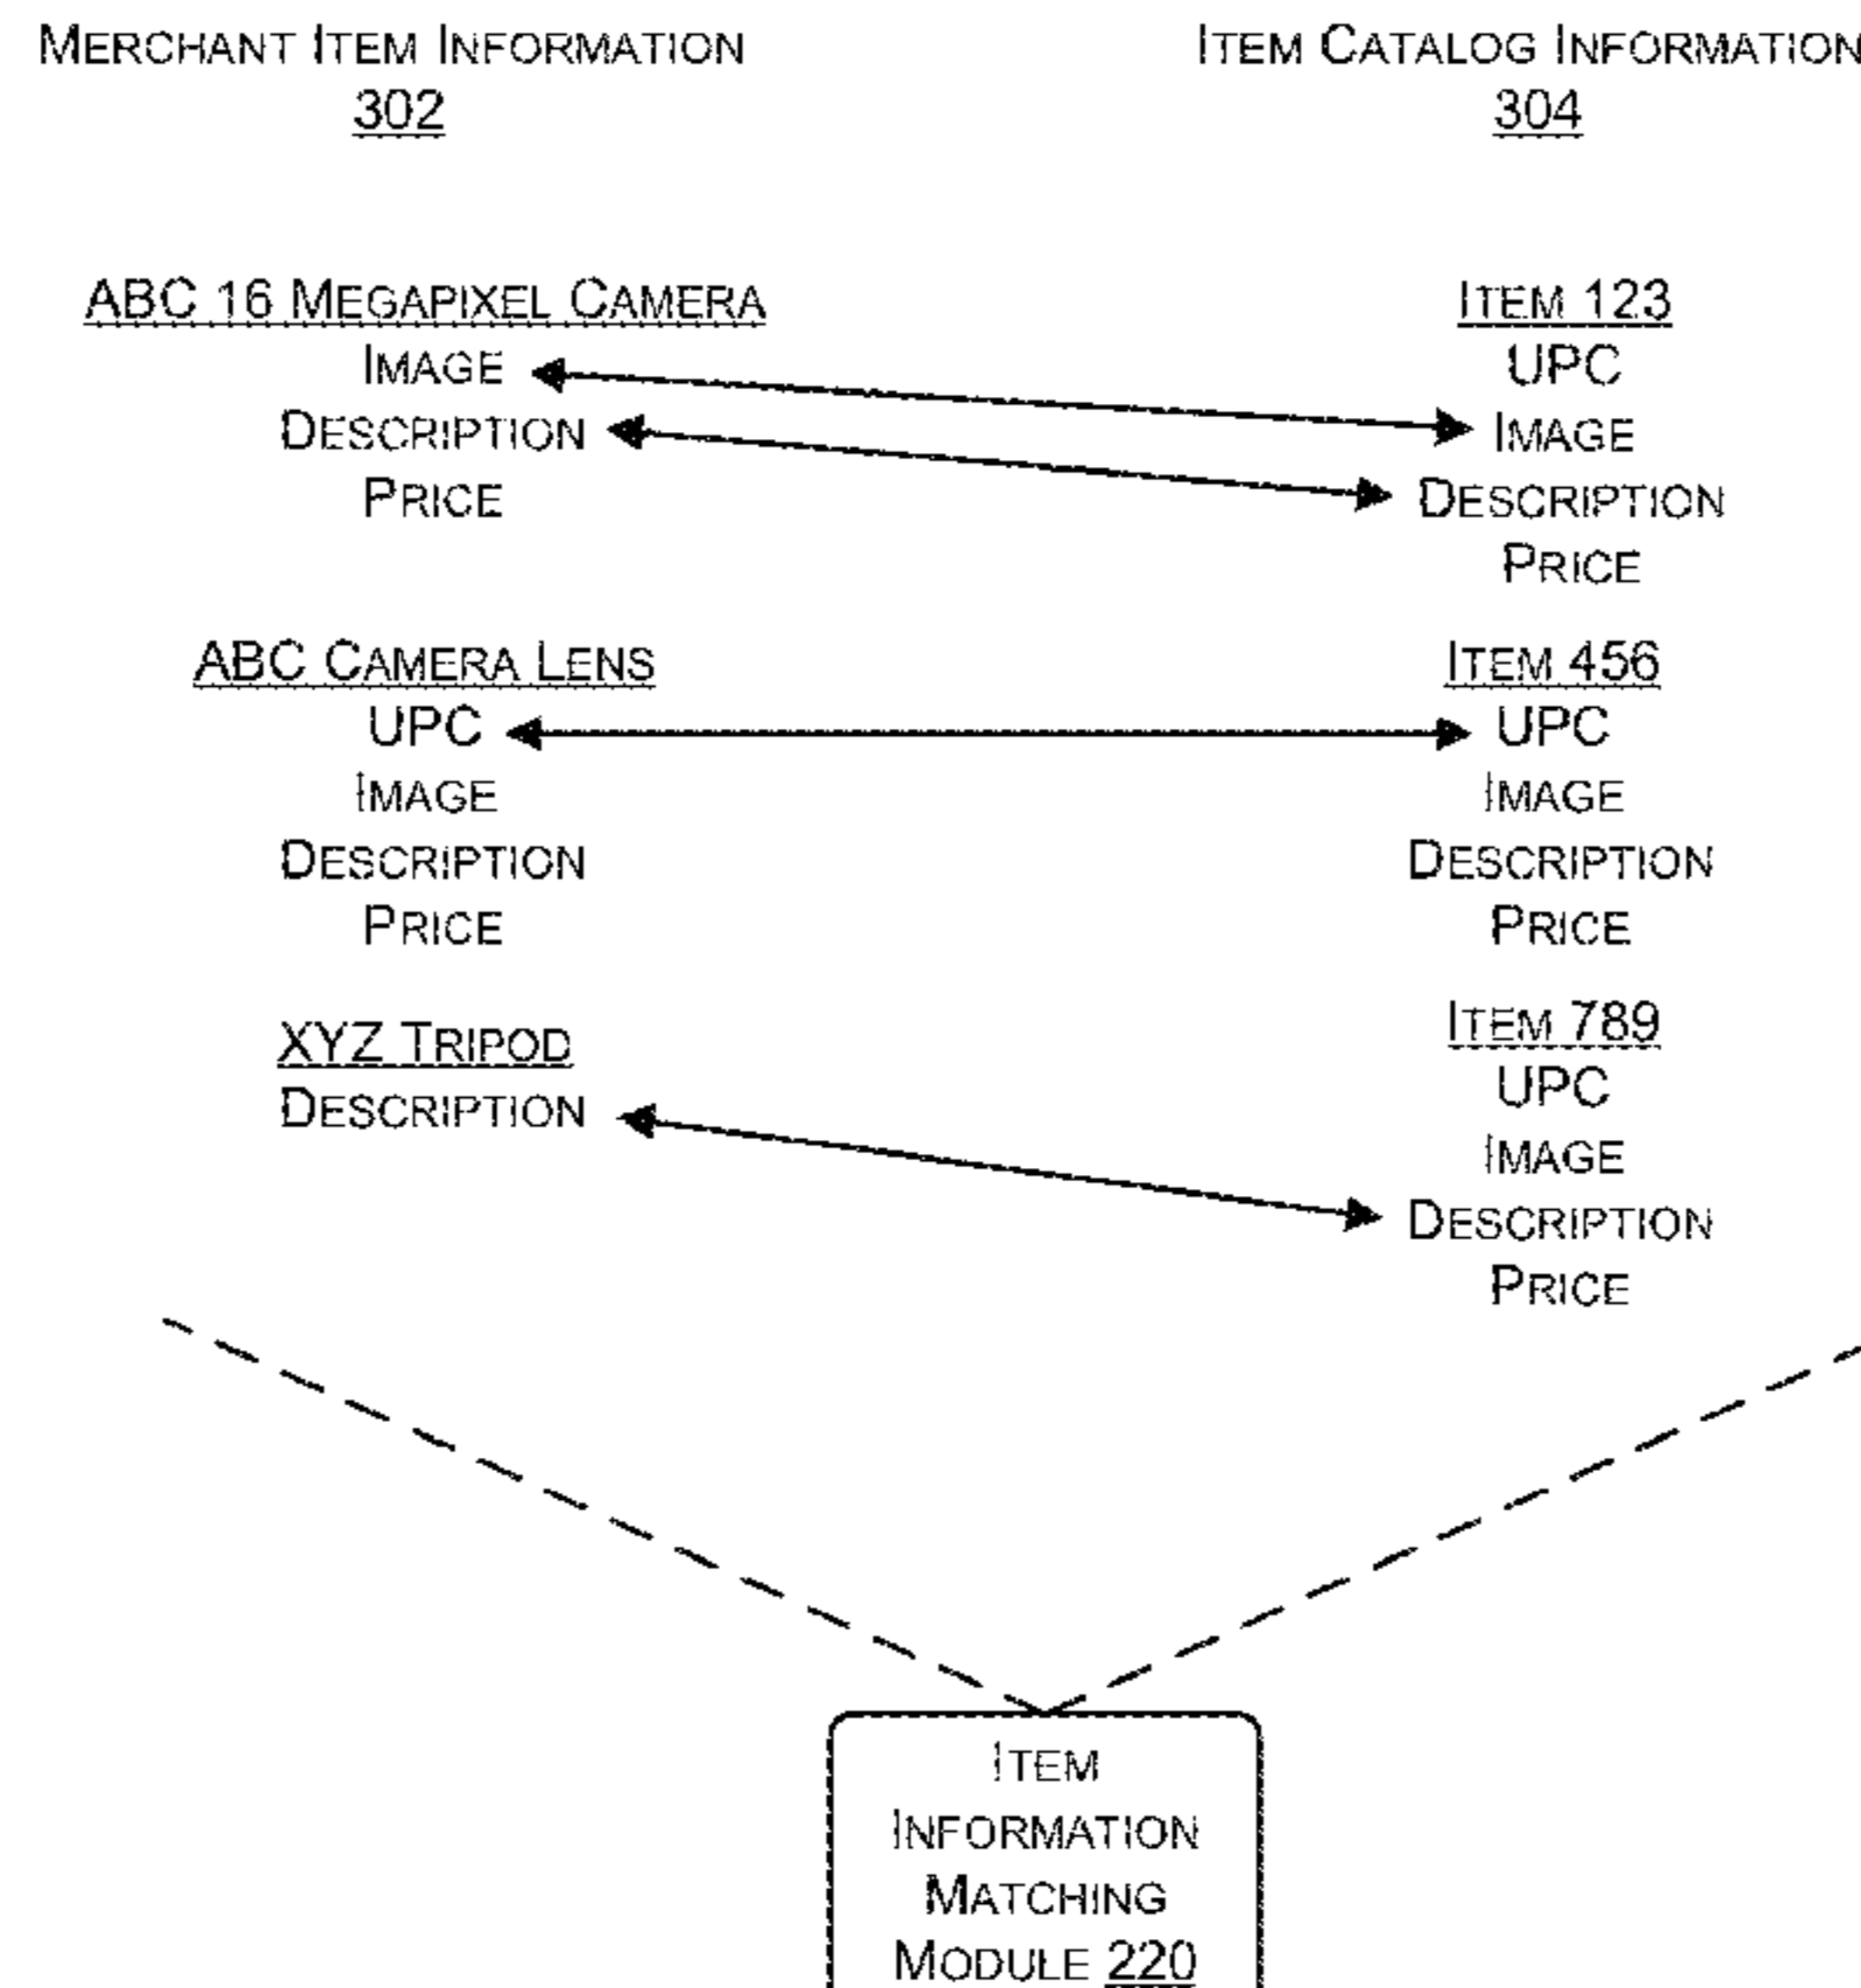 MERCHANT ITEM INFORMATION
302
ITEM CATALOG INFORMATION
304
ABC 16 MEGAPIXEL CAMERA
IMAGE
DESCRIPTION
PRICE
ITEM 123
UPC
IMAGE
DESCRIPTION
PRICE
ABC CAMERA LENS
UPC
IMAGE
DESCRIPTION
PRICE
ITEM 456
UPC
IMAGE
DESCRIPTION
PRICE
XYZ TRIPOD
DESCRIPTION
ITEM 789
UPC
IMAGE
DESCRIPTION
PRICE
ITEM
INFORMATION
MATCHING
MODULE 220